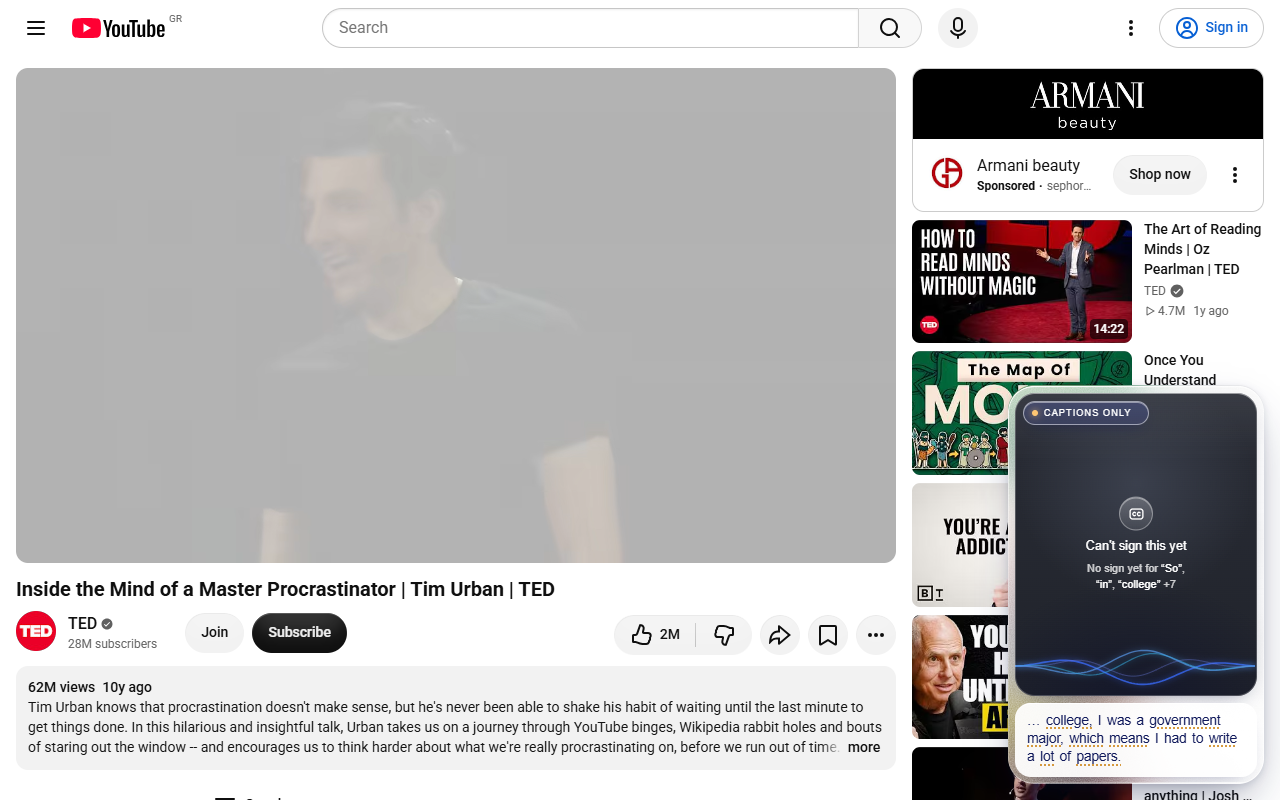 YouTube GR
Search
Sign in
ARMANI
beauty
Armani beauty
Sponsored · sephor...
Shop now
HOW TO
READ MINDS
WITHOUT MAGIC
TED
14:22
The Art of Reading
Minds | Oz
Pearlman | TED
TED
4.7M 1y ago
The Map Of
Once You
Understand
CAPTIONS ONLY
CC
Can't sign this yet
No sign yet for “So”,
“in”, “college” +7
... college, I was a government
major, which means I had to write
a lot of papers.
YOU'RE
ADDIC
B T
YOU
anything | Josh ...
Inside the Mind of a Master Procrastinator | Tim Urban | TED
TED
TED
28M subscribers
Join
Subscribe
2M
62M views 10y ago
Tim Urban knows that procrastination doesn't make sense, but he's never been able to shake his habit of waiting until the last minute to
get things done. In this hilarious and insightful talk, Urban takes us on a journey through YouTube binges, Wikipedia rabbit holes and bouts
of staring out the window -- and encourages us to think harder about what we're really procrastinating on, before we run out of time. more